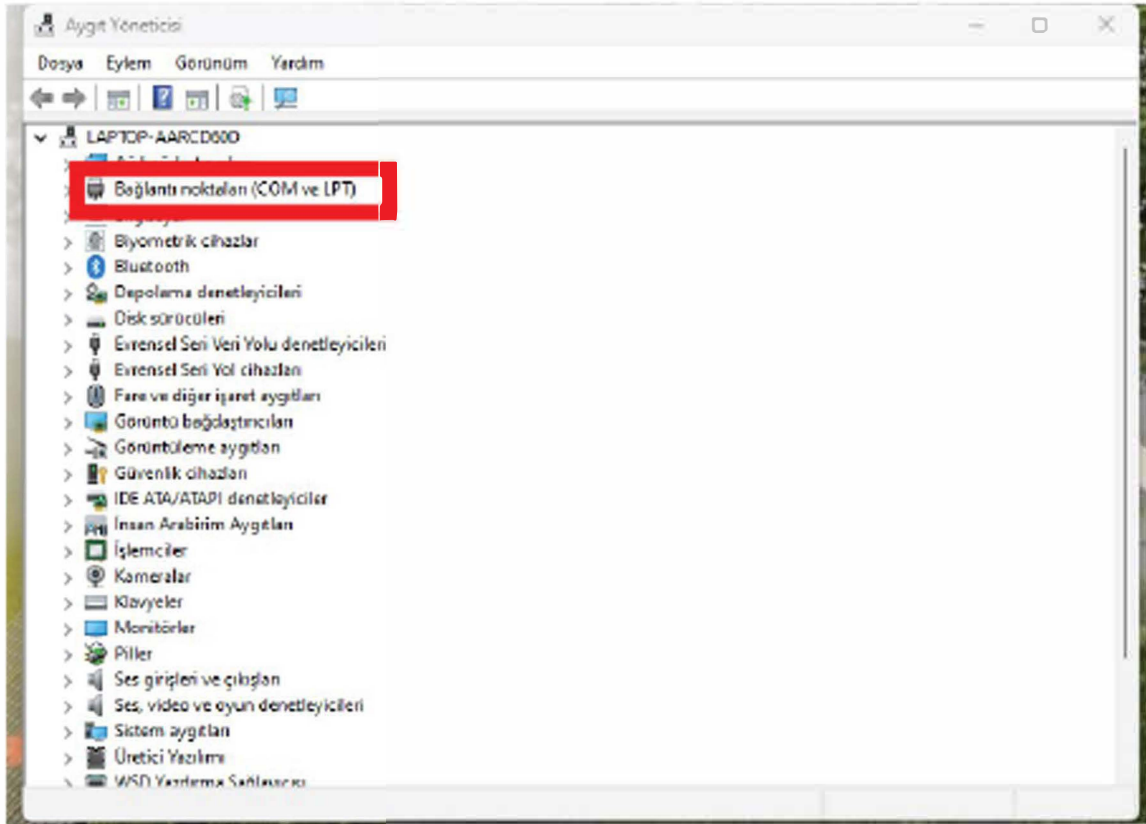 Aygıt Yöneticisi
Dosya Eylem Görünüm Yardım
LAPTOP-AARCD60D
Bağlantı noktaları (COM ve LPT)
Biyometrik cihazlar
Bluetooth
Depolama denetleyicileri
Disk sürücüleri
Evrensel Seri Veri Yolu denetleyicileri
Evrensel Seri Yol cihazları
Fare ve diğer işaret aygıtları
Görüntü bağdaştırıcıları
Görüntüleme aygıtları
Güvenlik cihazları
IDE ATA/ATAPI denetleyiciler
İnsan Arabirim Aygıtları
İşlemciler
Kameralar
Klavyeler
Monitörler
Piller
Ses girişleri ve çıkışları
Ses, video ve oyun denetleyicileri
Sistem aygıtları
Üretici Yazılımı
WSD Yazdırma Sağlayıcısı